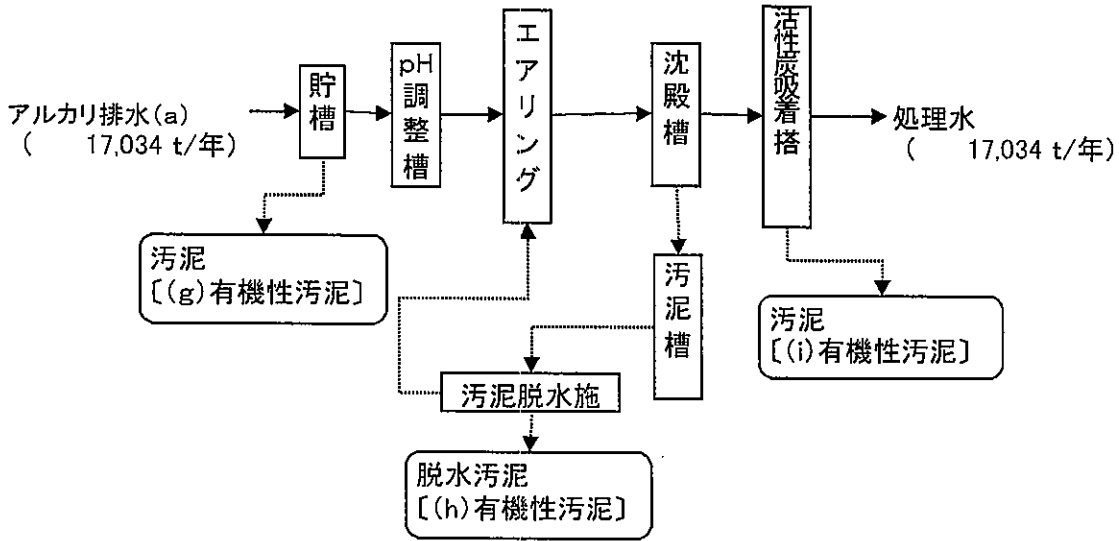 アルカリ排水(a)
(　　17,034 t/年)
貯槽
pH調整槽
エアリング
沈殿槽
活性炭吸着搭
処理水
(　　17,034 t/年)
汚泥
〔(g)有機性汚泥〕
汚泥槽
汚泥
〔(i)有機性汚泥〕
汚泥脱水施
脱水汚泥
〔(h)有機性汚泥〕